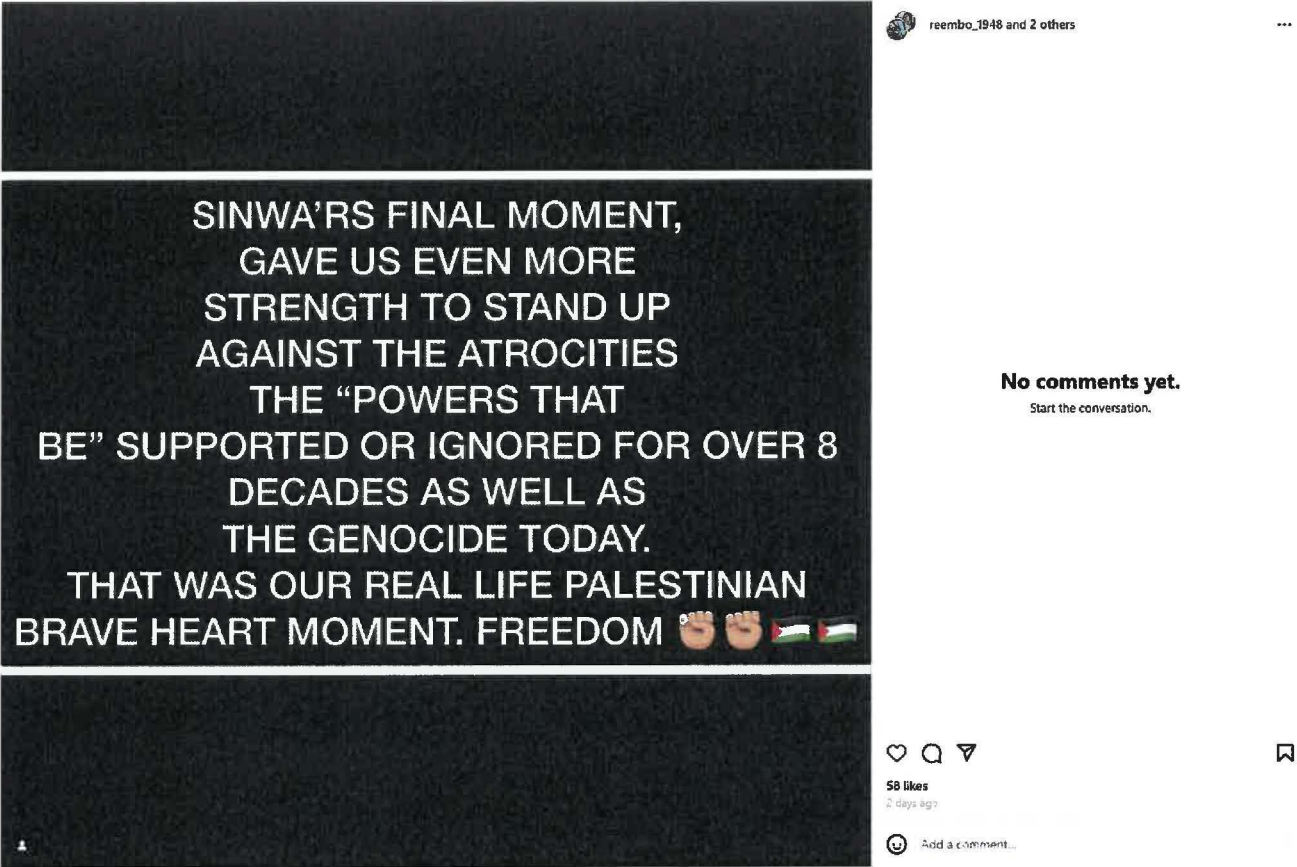 reembo_1948 and 2 others
SINWA'RS FINAL MOMENT,
GAVE US EVEN MORE
STRENGTH TO STAND UP
AGAINST THE ATROCITIES
THE “POWERS THAT
BE” SUPPORTED OR IGNORED FOR OVER 8
DECADES AS WELL AS
THE GENOCIDE TODAY.
THAT WAS OUR REAL LIFE PALESTINIAN
BRAVE HEART MOMENT. FREEDOM ✊🏽✊🏽🇵🇸🇵🇸
No comments yet.
Start the conversation.
58 likes
2 days ago
Add a comment...